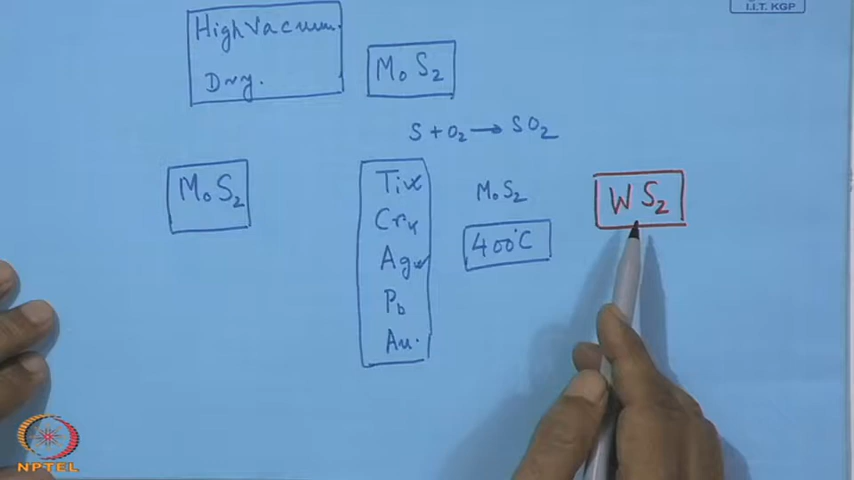 I.I.T. KGP
High Vacuum.
Dry.
MoS2
S + O2 → SO2
MoS2
Ti
Cr
Ag
Pb
Au.
MoS2
400°C
WS2
NPTEL